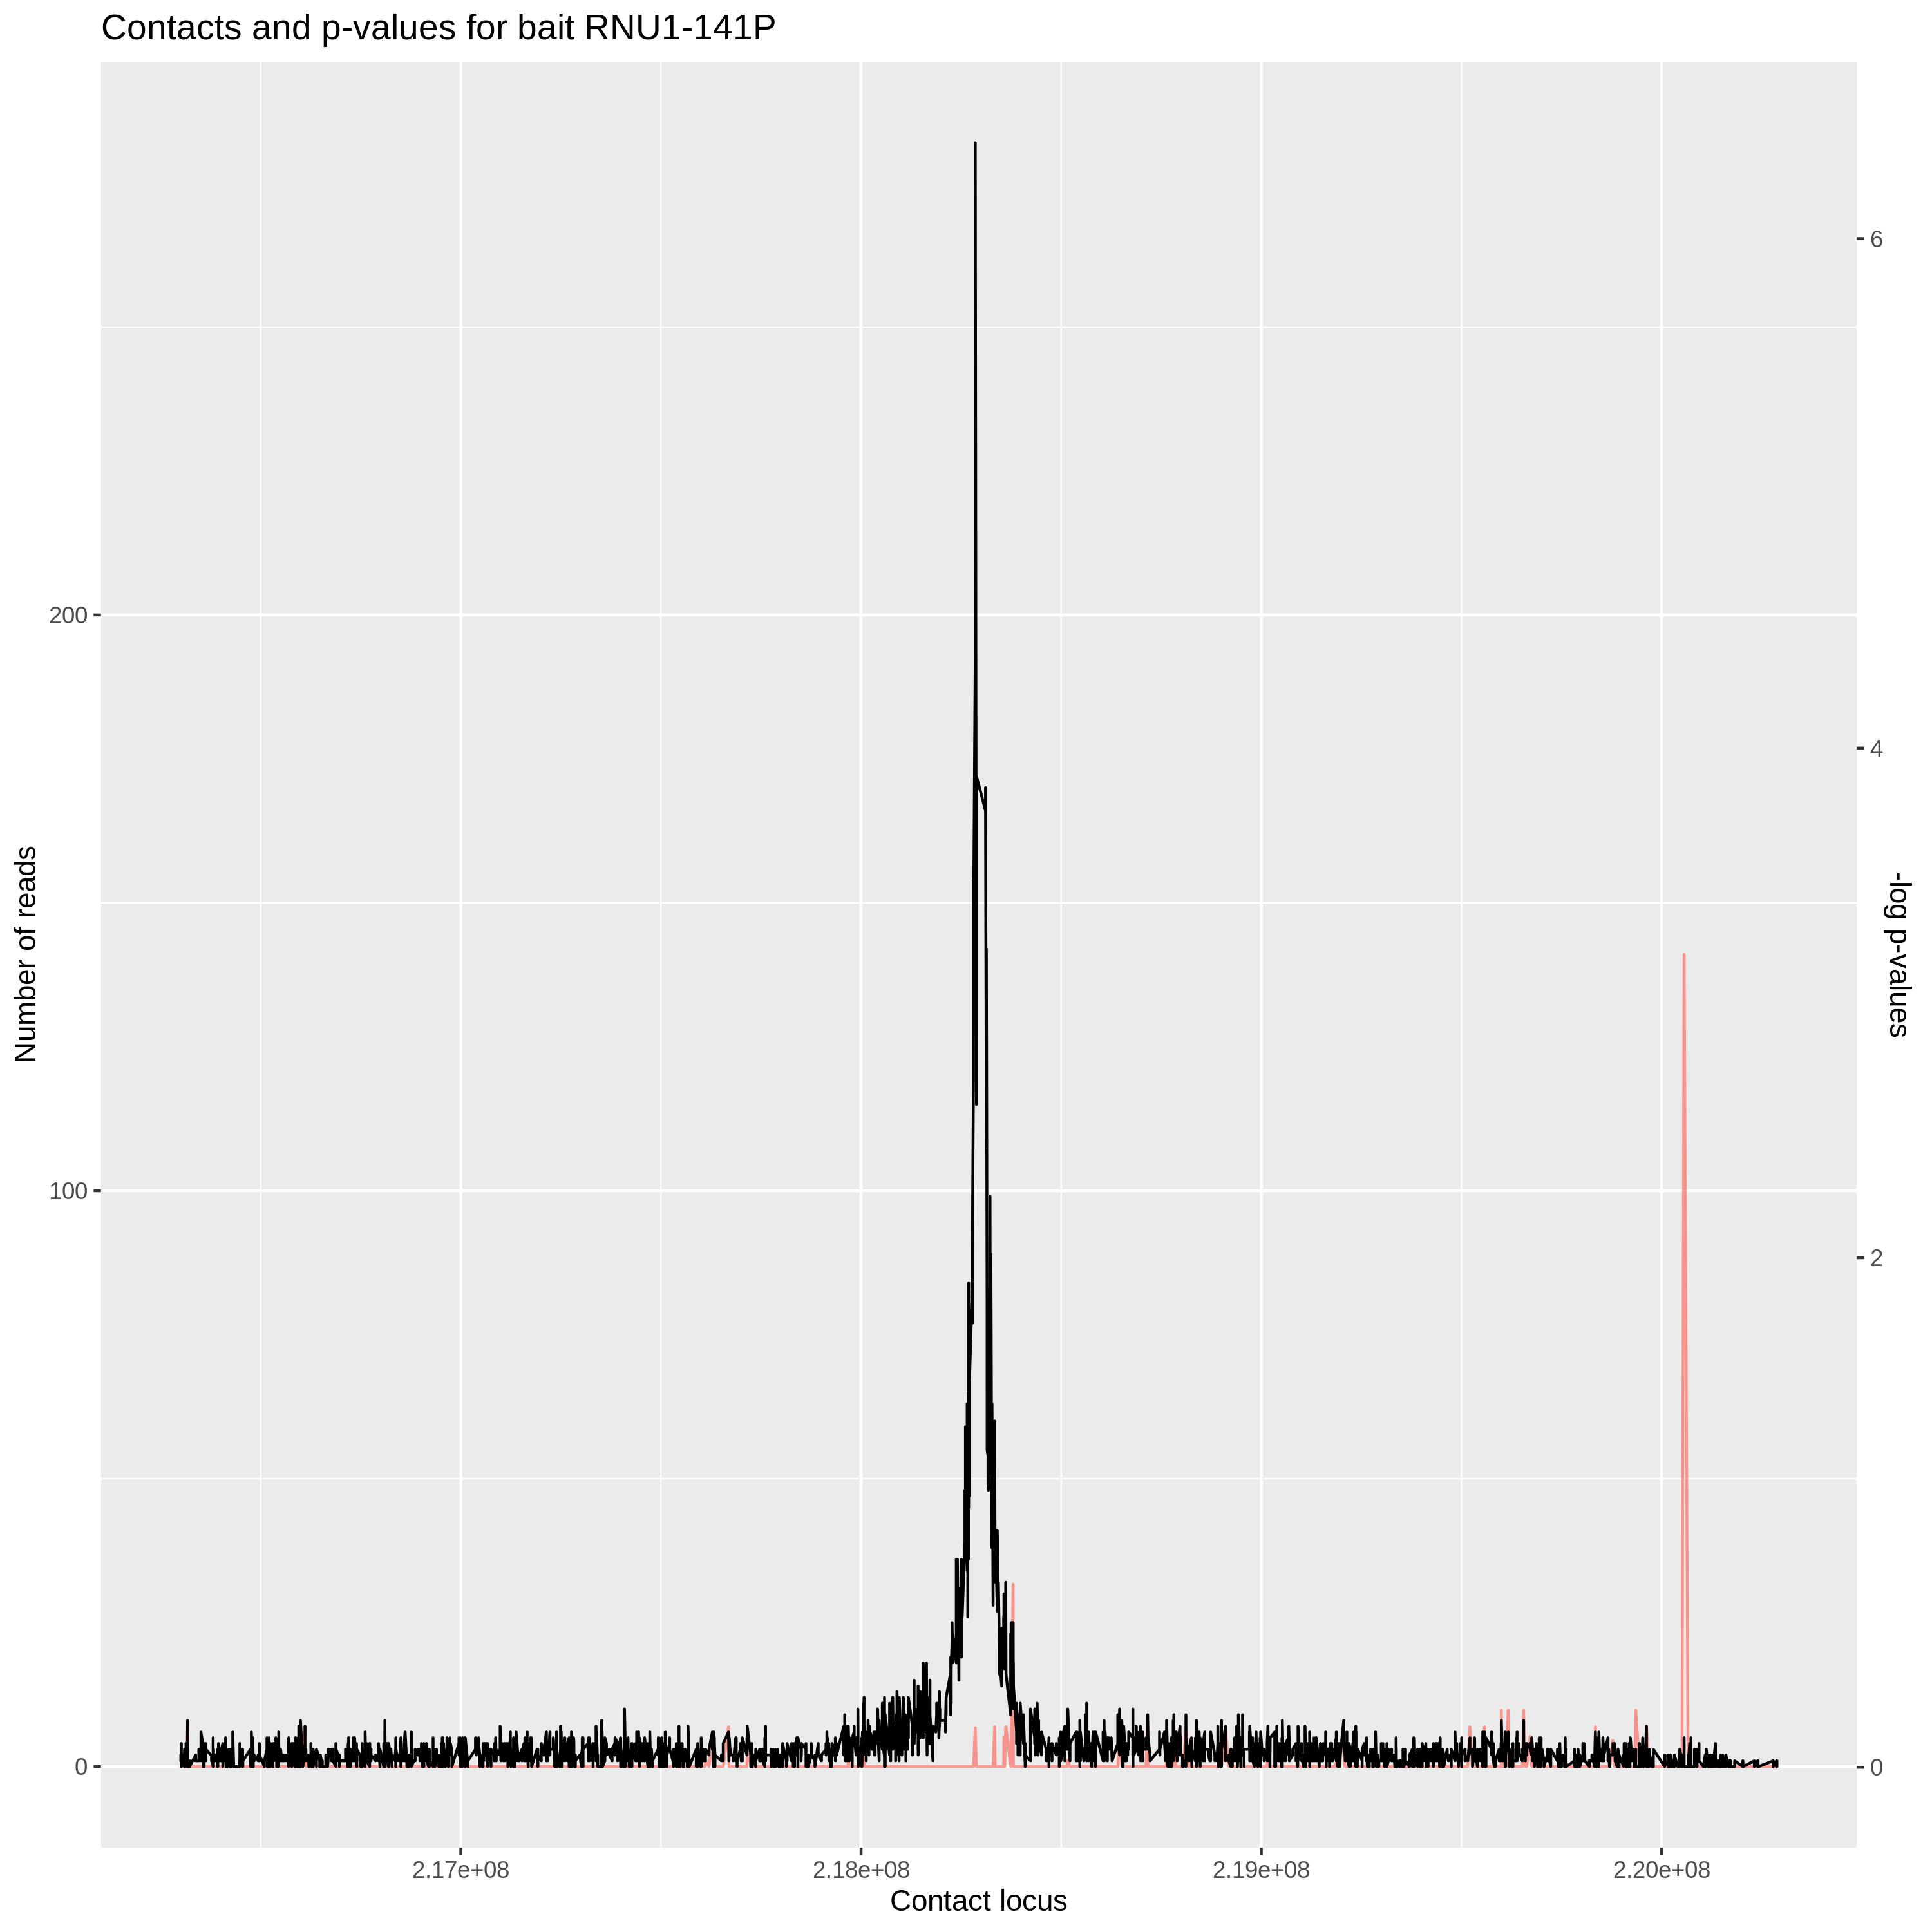 Contacts and p-values for bait RNU1-141P
Number of reads
200
100
0
6
4
2
0
-log p-values
2.17e+08
2.18e+08
2.19e+08
2.20e+08
Contact locus